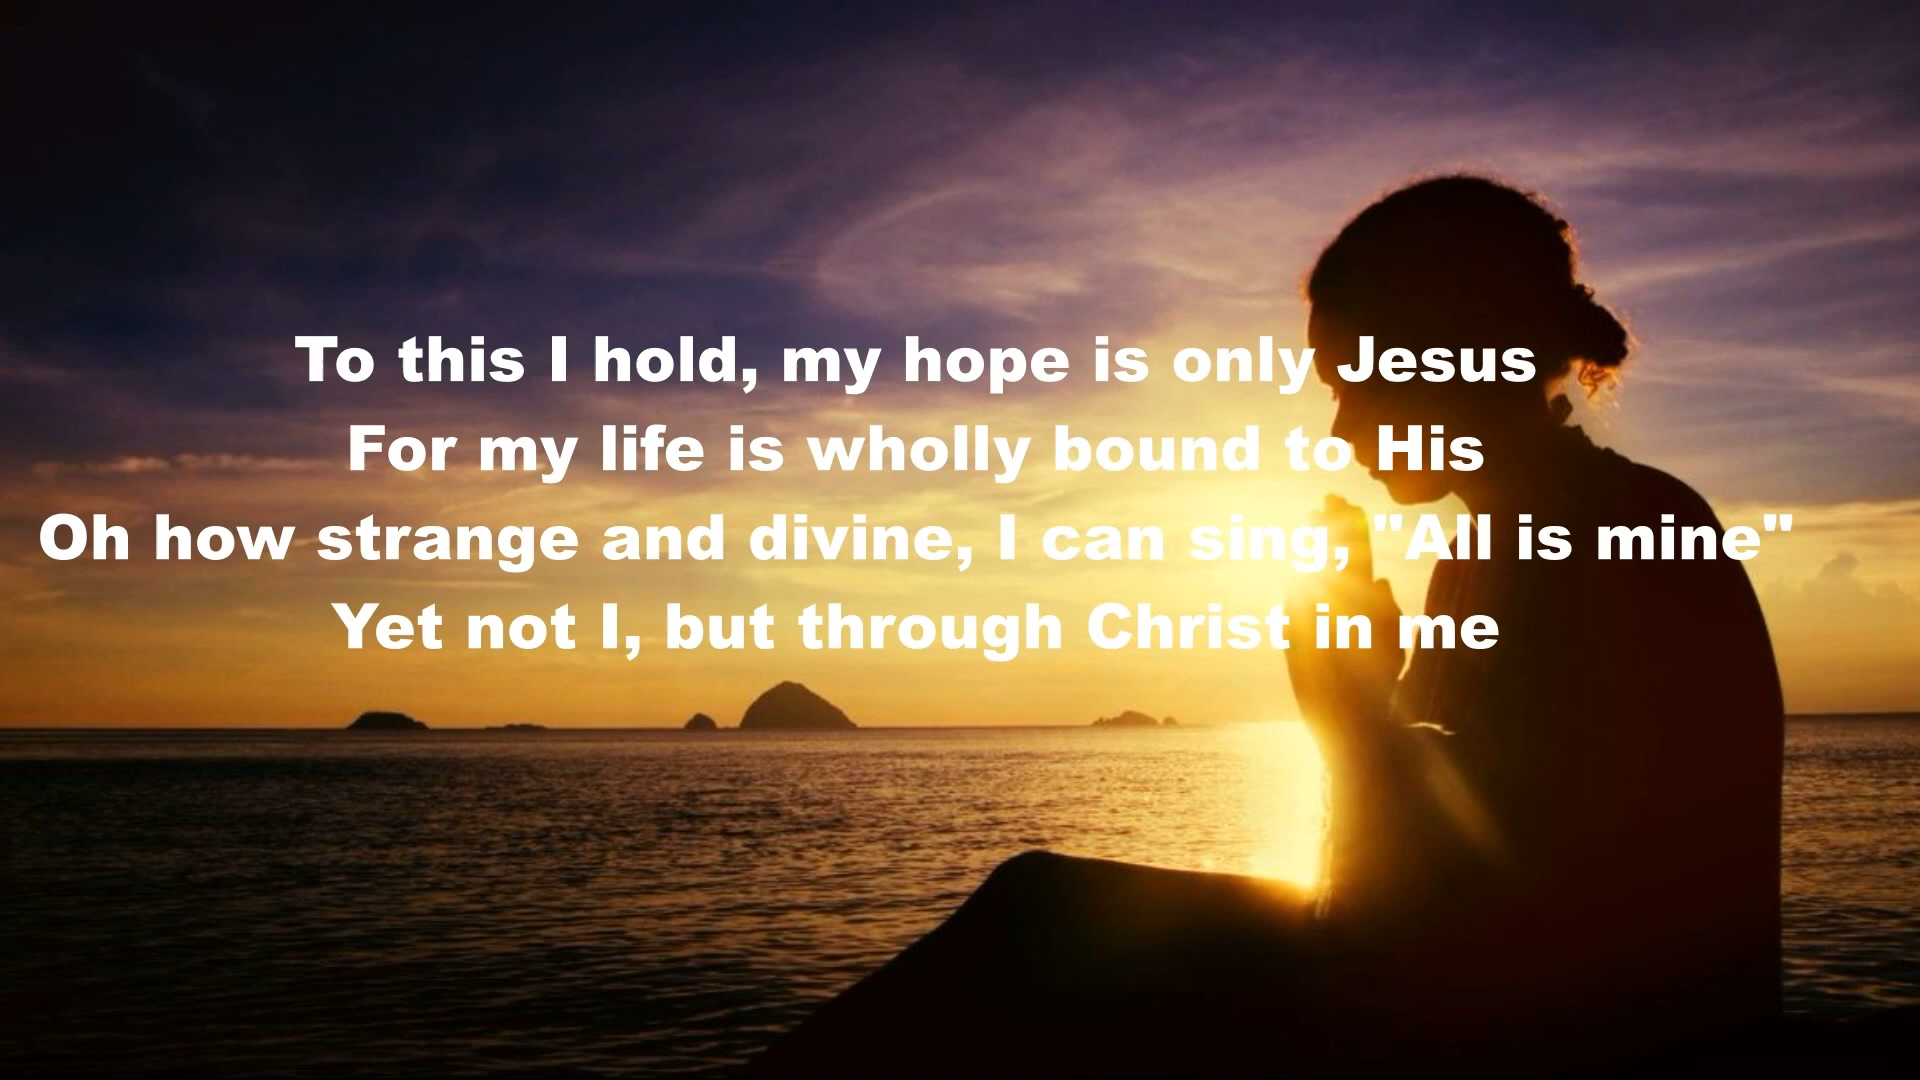 To this I hold, my hope is only Jesus
For my life is wholly bound to His
Oh how strange and divine, I can sing, "All is mine"
Yet not I, but through Christ in me